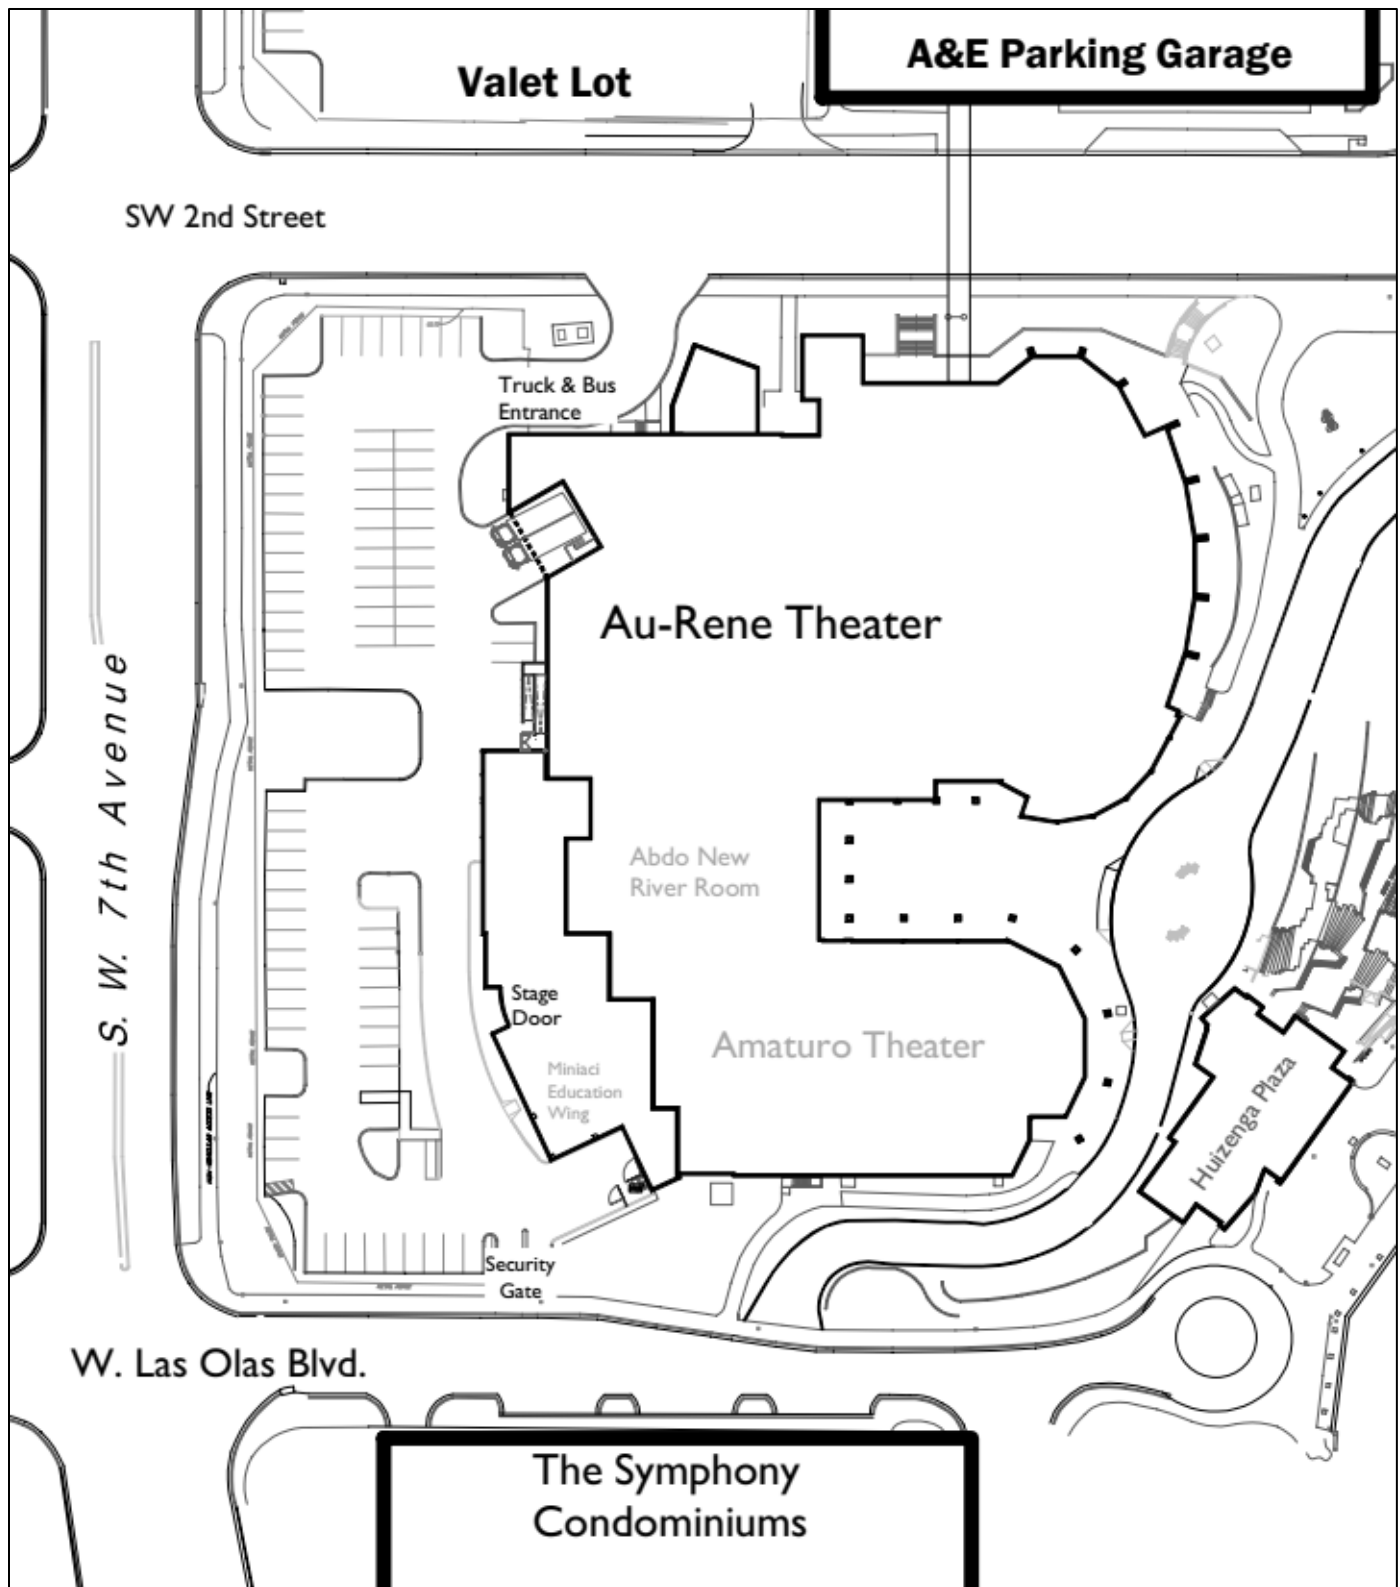 A&E Parking Garage
Valet Lot
SW 2nd Street
Truck & Bus
Entrance
Au-Rene Theater
S. W. 7th Avenue
Abdo New
River Room
Stage
Door
Amaturo Theater
Miniaci
Education
Wing
Huizenga Plaza
Security
Gate
W. Las Olas Blvd.
The Symphony
Condominiums